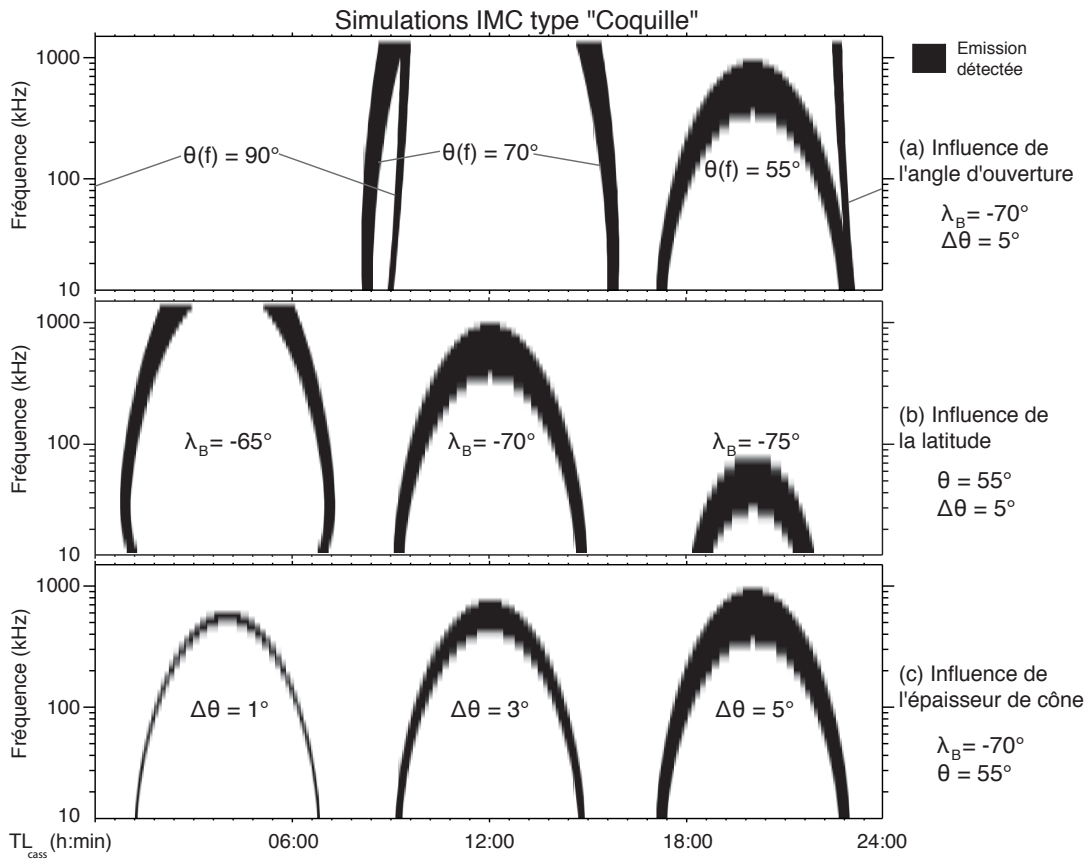 Simulations IMC type "Coquille"
Emission
détectée
Fréquence (kHz)
1000
100
10
θ(f) = 90°
θ(f) = 70°
θ(f) = 55°
(a) Influence de
l'angle d'ouverture
λB= -70°
Δθ = 5°
Fréquence (kHz)
1000
100
10
λB= -65°
λB= -70°
λB= -75°
(b) Influence de
la latitude
θ = 55°
Δθ = 5°
Fréquence (kHz)
1000
100
10
Δθ = 1°
Δθ = 3°
Δθ = 5°
(c) Influence de
l'épaisseur de cône
λB= -70°
θ = 55°
TLcass (h:min)
06:00
12:00
18:00
24:00